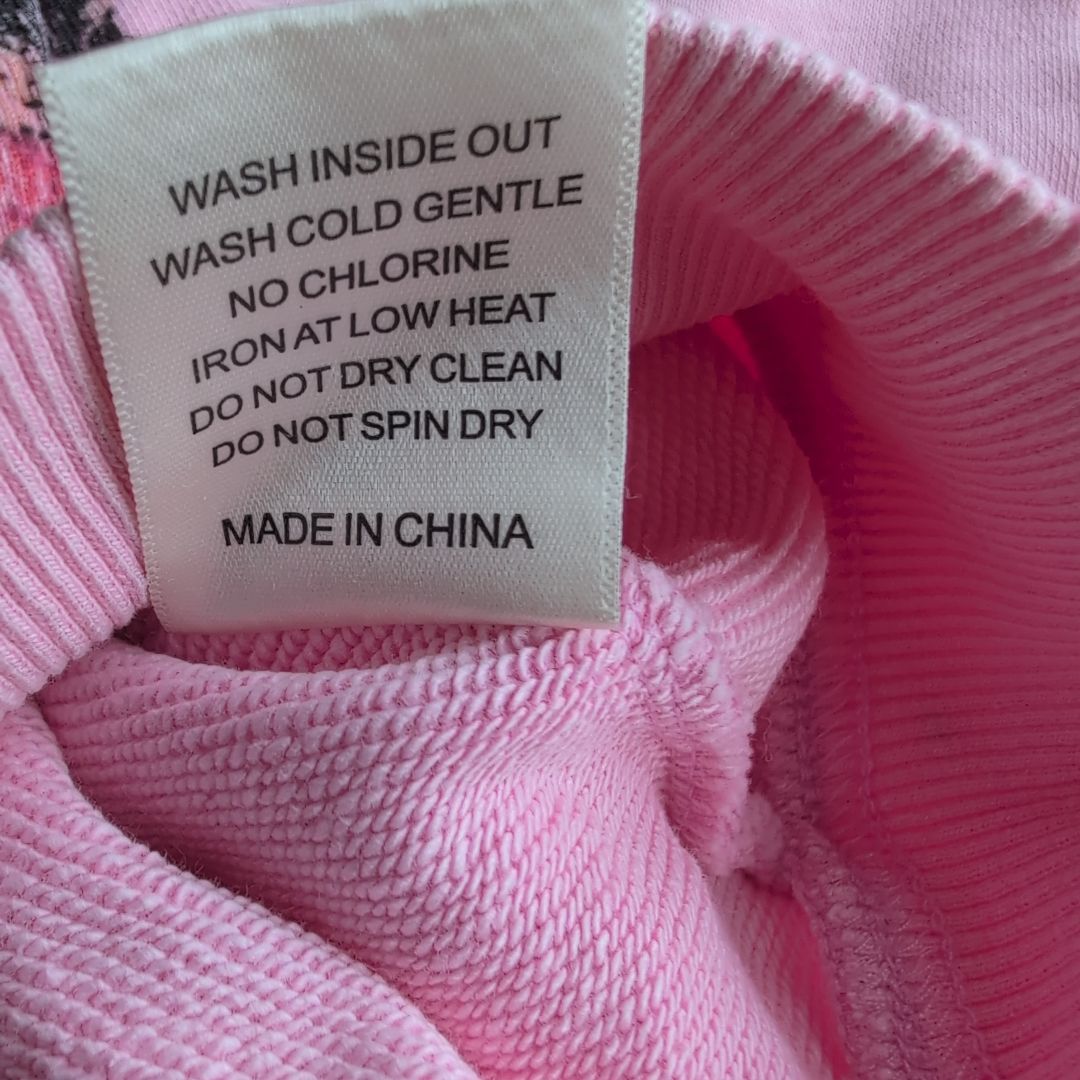 WASH INSIDE OUT
WASH COLD GENTLE
NO CHLORINE
IRON AT LOW HEAT
DO NOT DRY CLEAN
DO NOT SPIN DRY
MADE IN CHINA